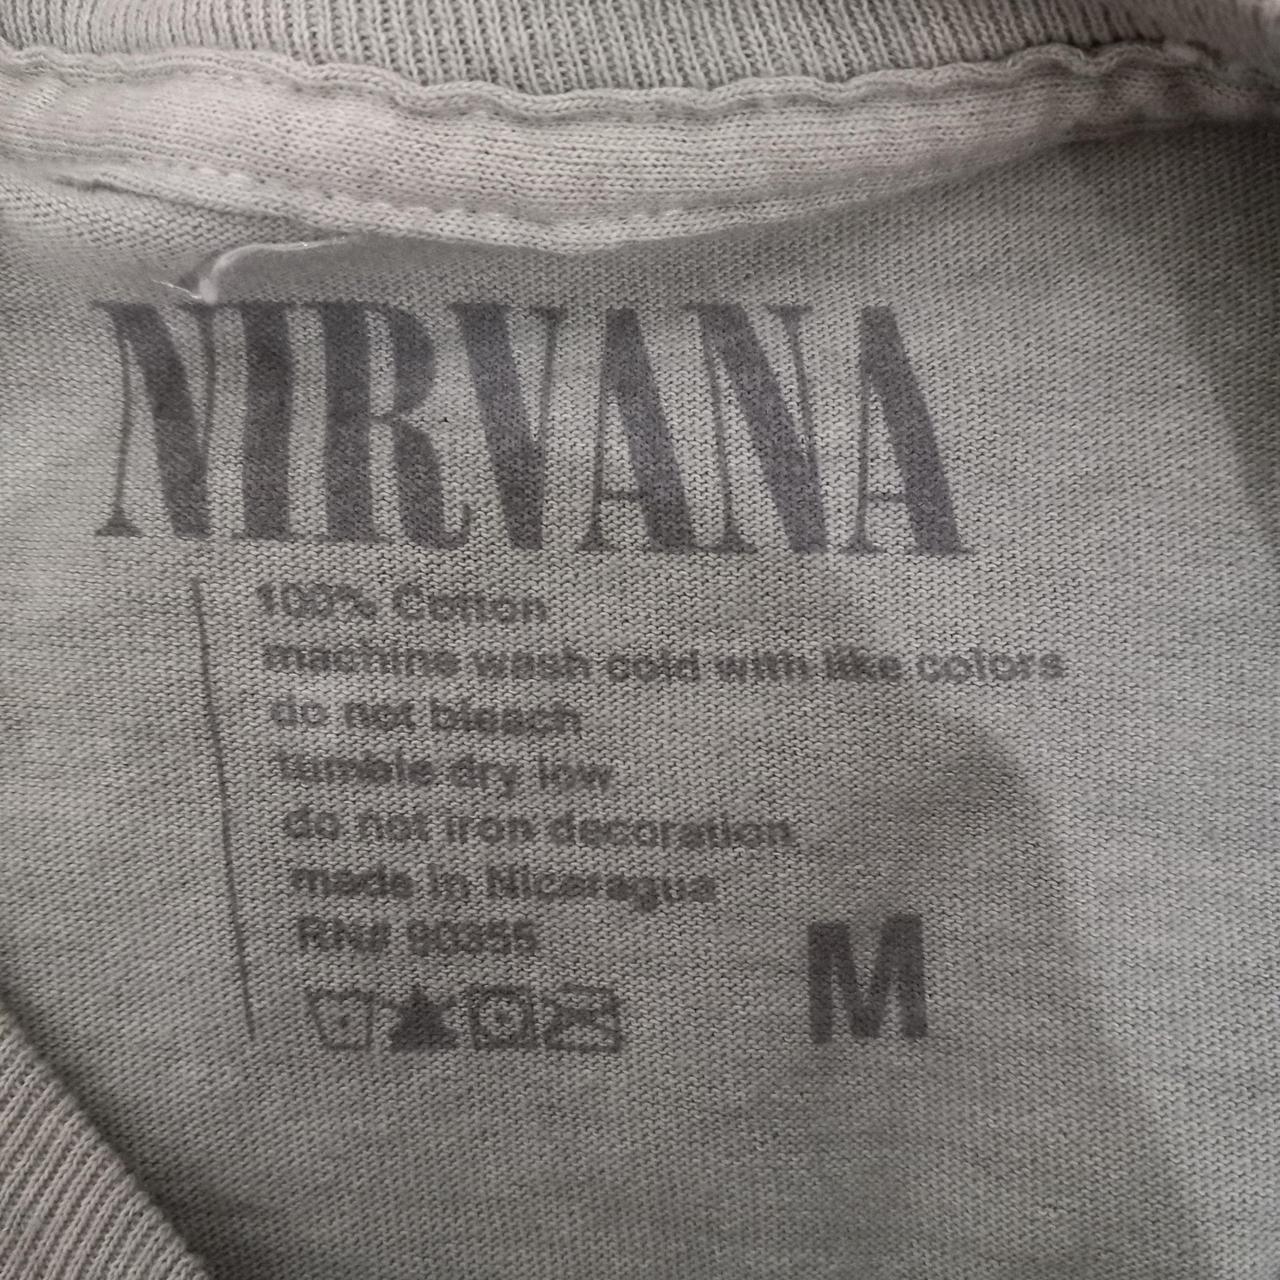 NIRVANA
100% Cotton
machine wash cold with like colors
do not bleach
tumble dry low
do not iron decoration
made in Nicaragua
RN# 90355
M